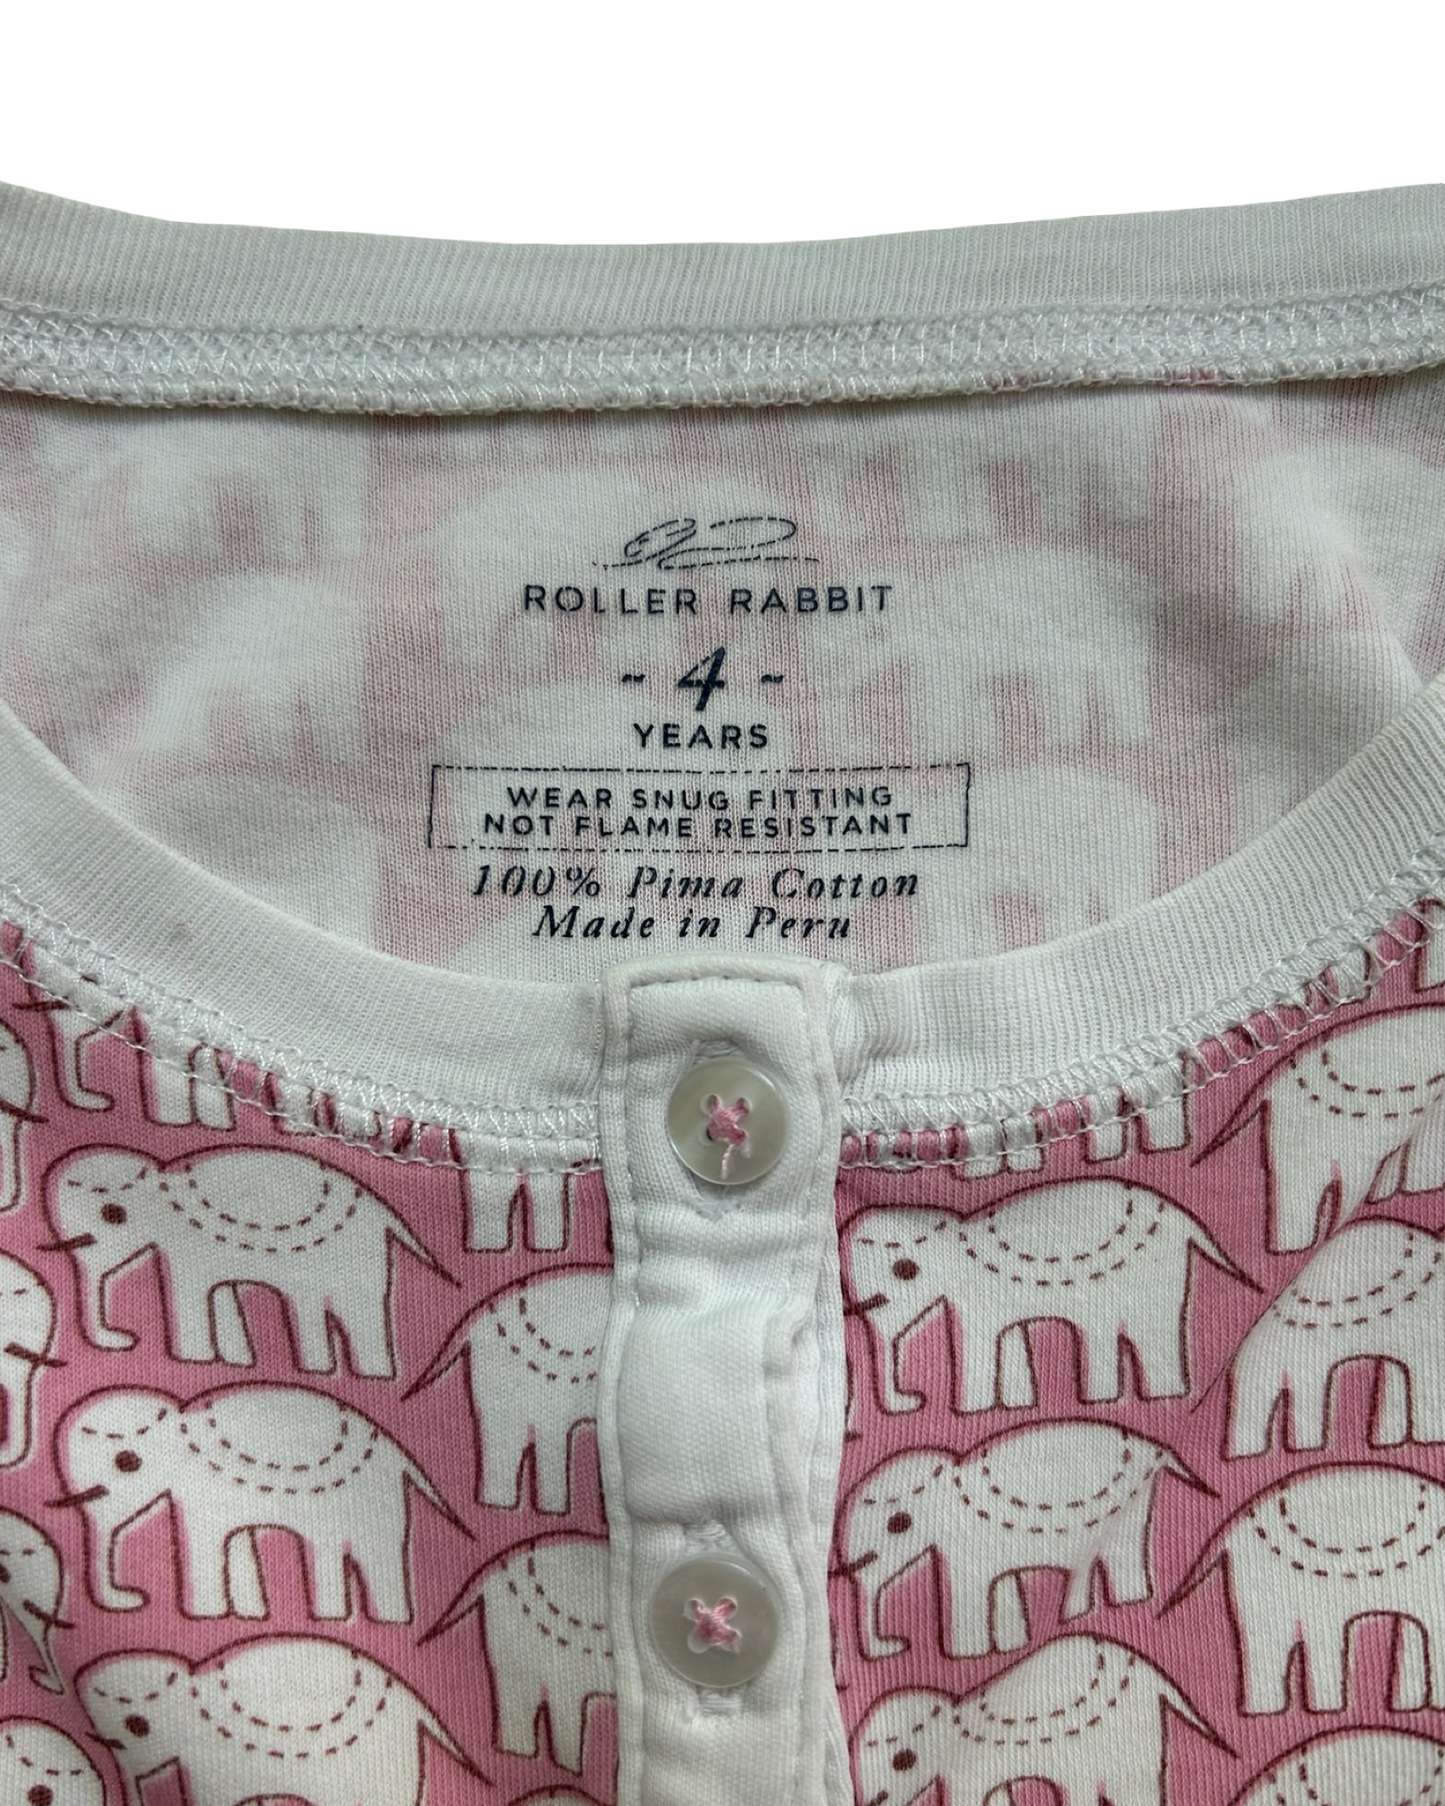 ROLLER RABBIT
~ 4 ~
YEARS
WEAR SNUG FITTING
NOT FLAME RESISTANT
100% Pima Cotton
Made in Peru